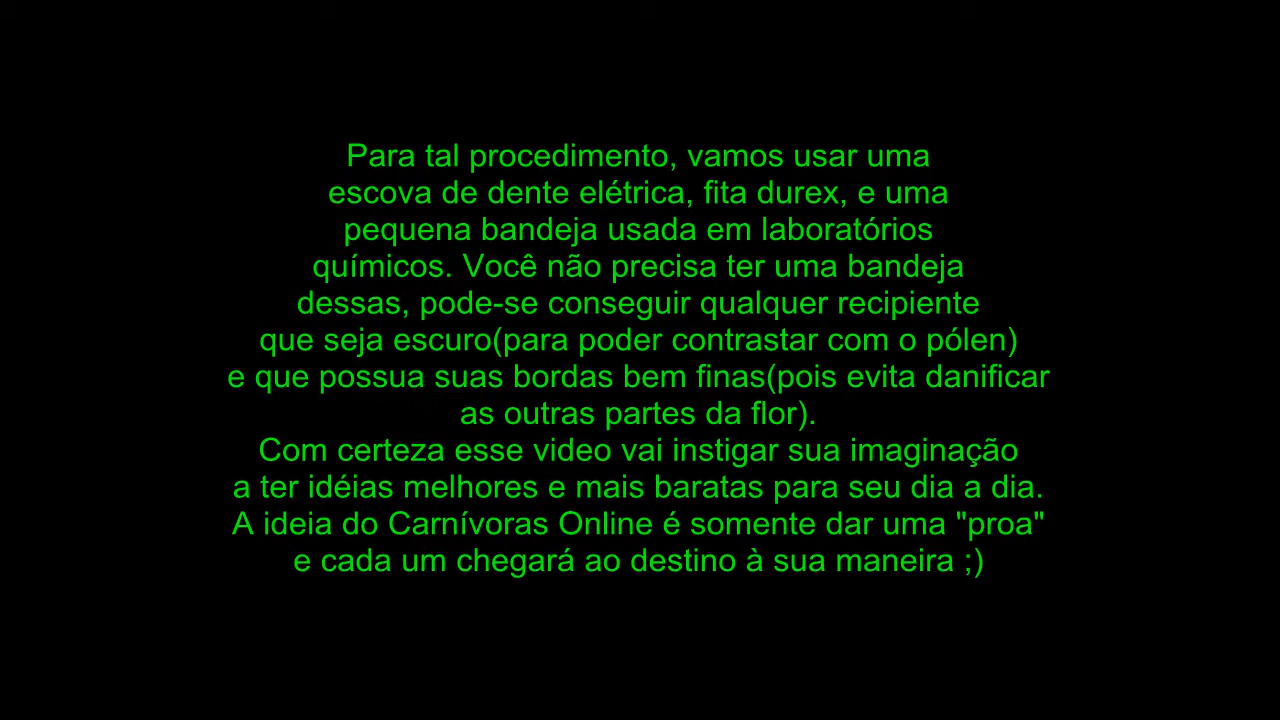 Para tal procedimento, vamos usar uma
escova de dente elétrica, fita durex, e uma
pequena bandeja usada em laboratórios
químicos. Você não precisa ter uma bandeja
dessas, pode-se conseguir qualquer recipiente
que seja escuro(para poder contrastar com o pólen)
e que possua suas bordas bem finas(pois evita danificar
as outras partes da flor).
Com certeza esse video vai instigar sua imaginação
a ter idéias melhores e mais baratas para seu dia a dia.
A ideia do Carnívoras Online é somente dar uma "proa"
e cada um chegará ao destino à sua maneira ;)